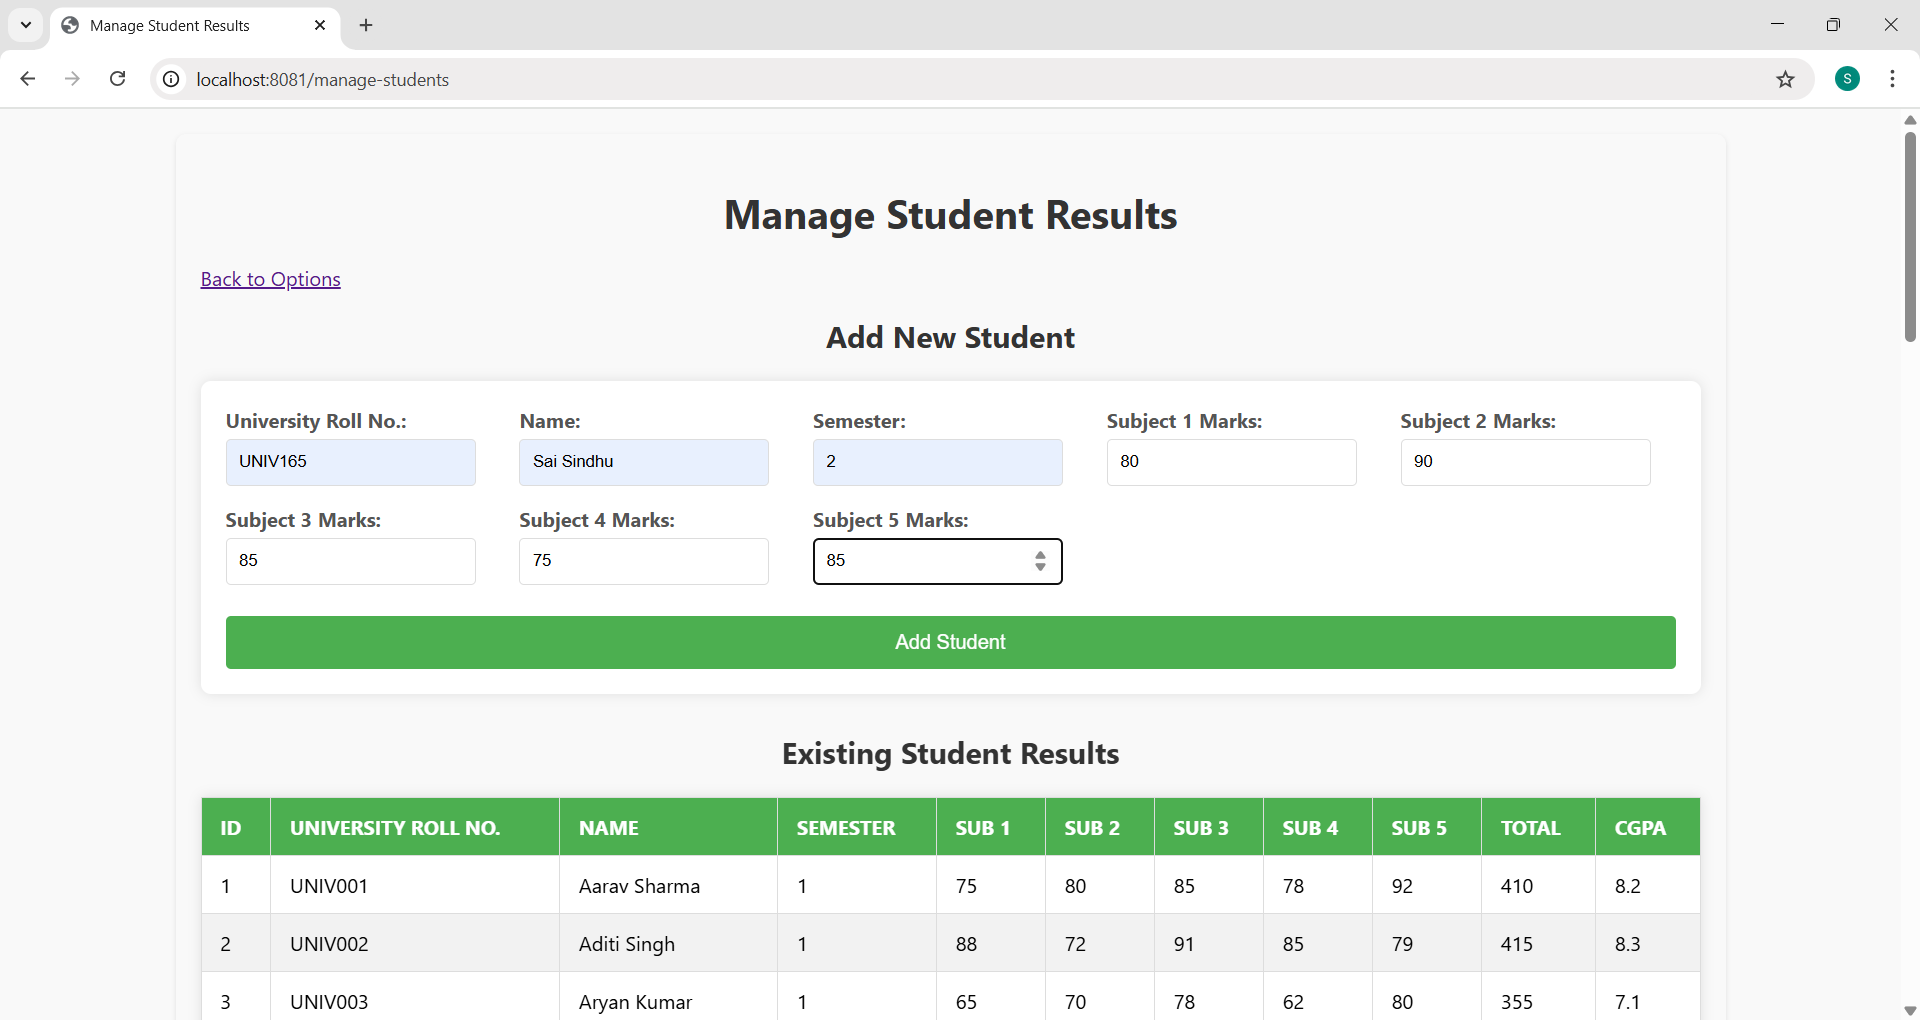 Manage Student Results
localhost:8081/manage-students
S
Manage Student Results
Back to Options
Add New Student
University Roll No.: Name: Semester: Subject 1 Marks: Subject 2 Marks:
UNIV165 Sai Sindhu 2 80 90
Subject 3 Marks: Subject 4 Marks: Subject 5 Marks:
85 75 85
Add Student
Existing Student Results
ID UNIVERSITY ROLL NO. NAME SEMESTER SUB 1 SUB 2 SUB 3 SUB 4 SUB 5 TOTAL CGPA
1 UNIV001 Aarav Sharma 1 75 80 85 78 92 410 8.2
2 UNIV002 Aditi Singh 1 88 72 91 85 79 415 8.3
3 UNIV003 Aryan Kumar 1 65 70 78 62 80 355 7.1